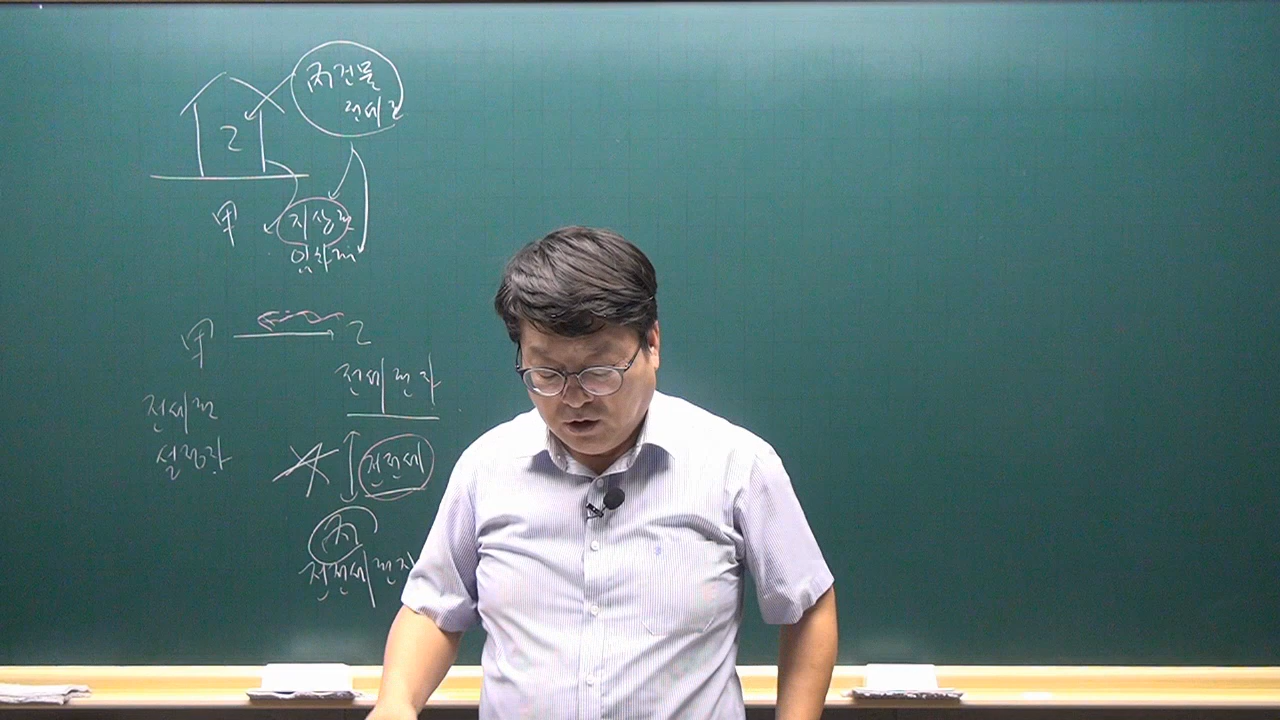 丙건물
전세권
乙
甲
지상권
임차권
甲 乙
전세권자
전세권
설정자
전전세
丙
전전세권자